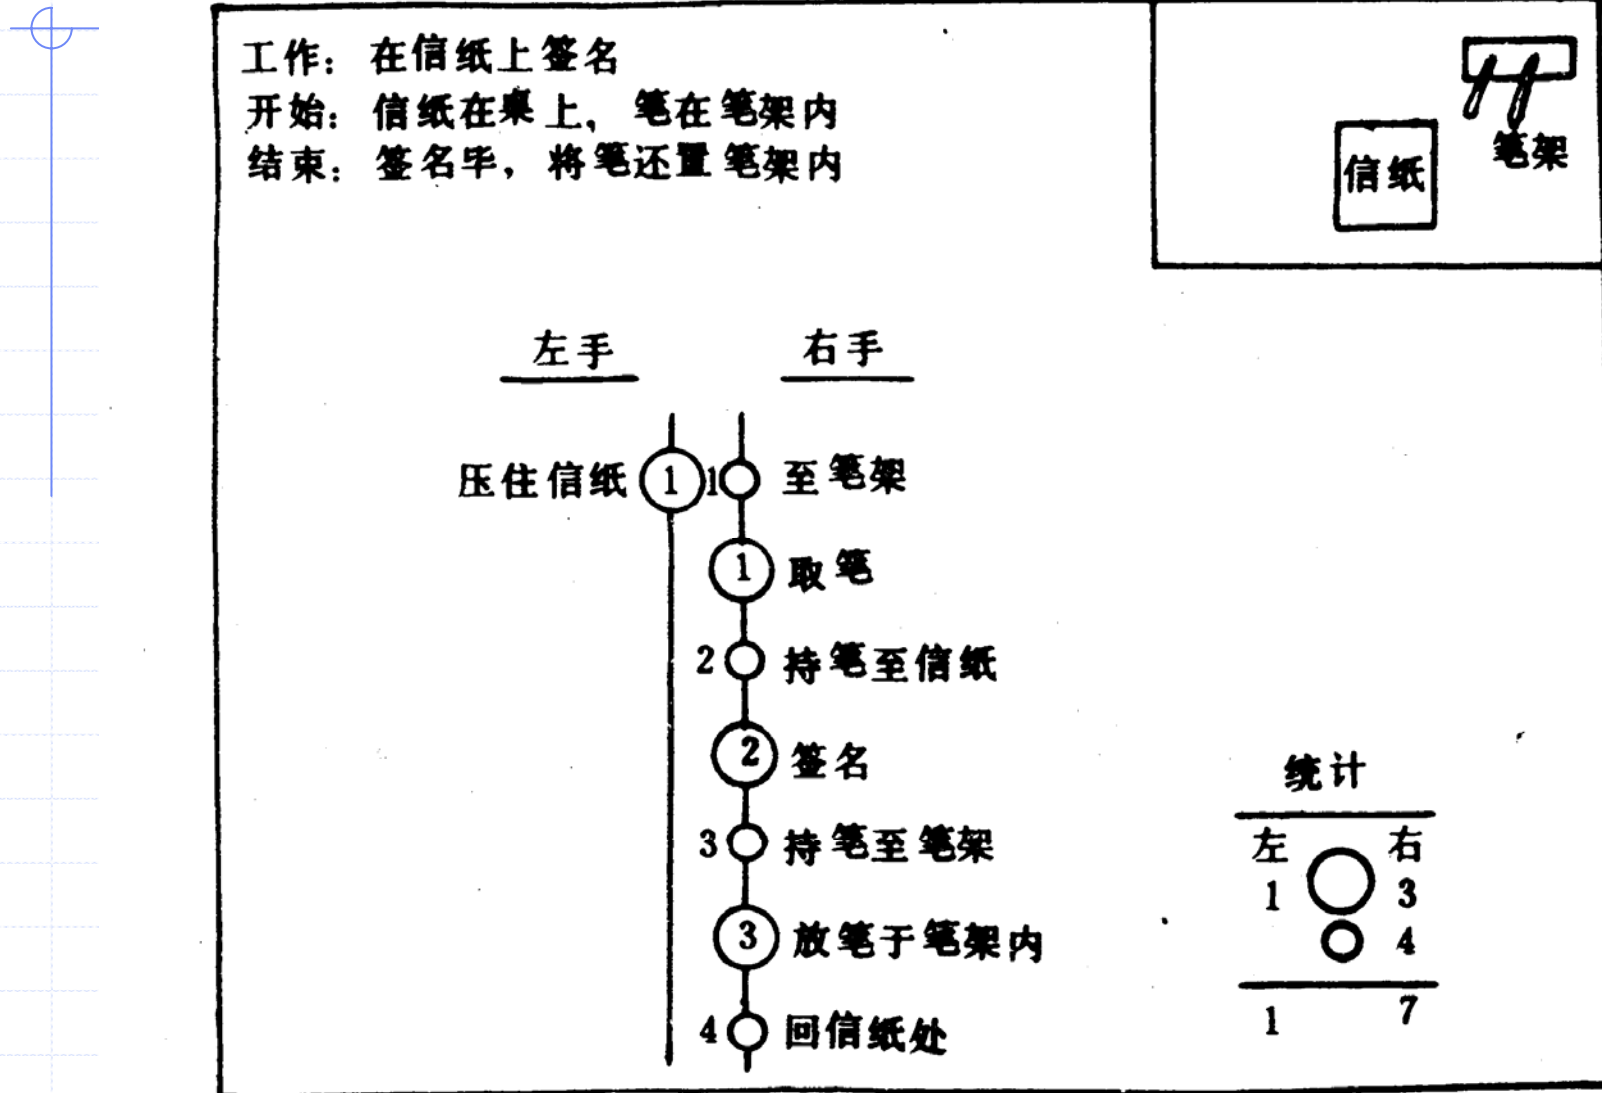 工作：在信纸上签名
开始：信纸在桌上，笔在笔架内
结束：签名毕，将笔还置笔架内
笔架
信纸
左手 右手
压住信纸 1 1 至笔架
1 取笔
2 持笔至信纸
2 签名
3 持笔至笔架
3 放笔于笔架内
4 回信纸处
统计
左 右
1 3
4
1 7